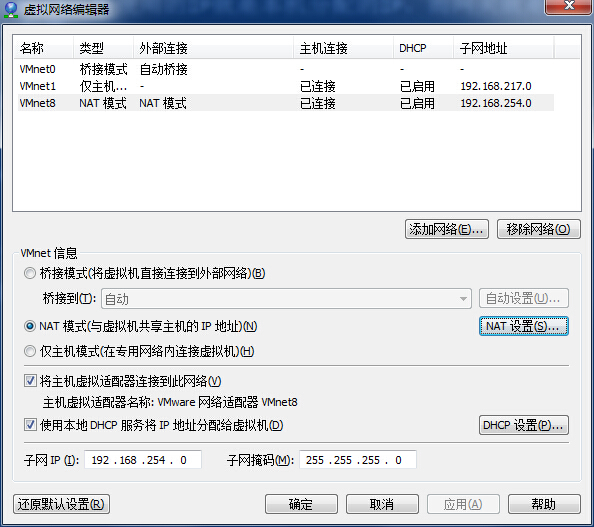 虚拟网络编辑器
名称 类型 外部连接 主机连接 DHCP 子网地址
VMnet0 桥接模式 自动桥接 - - -
VMnet1 仅主机... - 已连接 已启用 192.168.217.0
VMnet8 NAT 模式 NAT 模式 已连接 已启用 192.168.254.0
添加网络(E)... 移除网络(O)
VMnet 信息
桥接模式(将虚拟机直接连接到外部网络)(B)
桥接到(T): 自动 自动设置(U)...
NAT 模式(与虚拟机共享主机的 IP 地址)(N) NAT 设置(S)...
仅主机模式(在专用网络内连接虚拟机)(H)
将主机虚拟适配器连接到此网络(V)
主机虚拟适配器名称: VMware 网络适配器 VMnet8
使用本地 DHCP 服务将 IP 地址分配给虚拟机(D) DHCP 设置(P)...
子网 IP (I): 192 .168 .254 . 0 子网掩码(M): 255 .255 .255 . 0
还原默认设置(R) 确定 取消 应用(A) 帮助